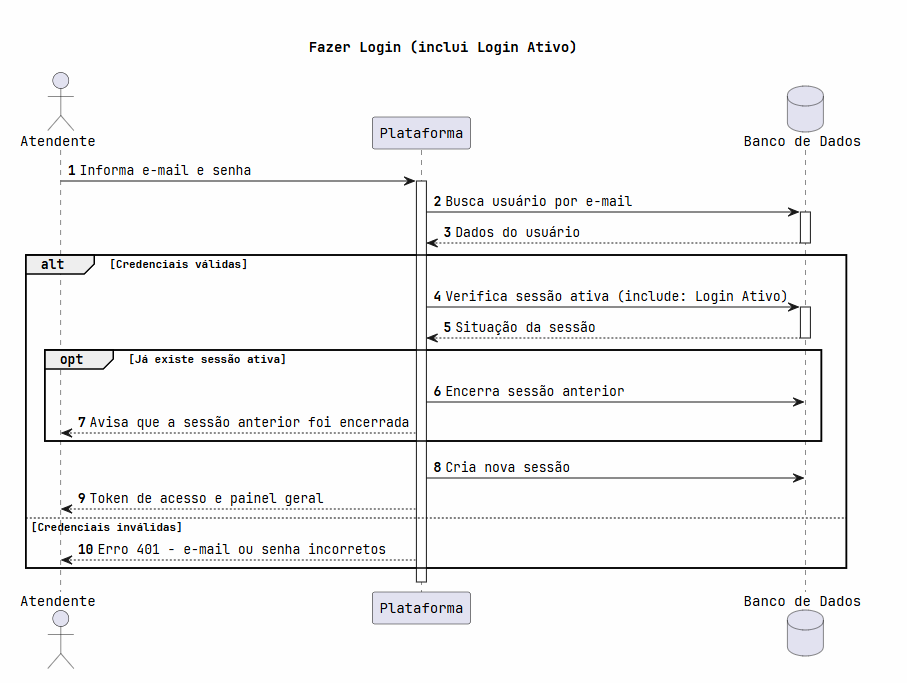 Fazer Login (inclui Login Ativo)
Atendente
Plataforma
Banco de Dados
1 Informa e-mail e senha
2 Busca usuário por e-mail
3 Dados do usuário
alt [Credenciais válidas]
4 Verifica sessão ativa (include: Login Ativo)
5 Situação da sessão
opt [Já existe sessão ativa]
6 Encerra sessão anterior
7 Avisa que a sessão anterior foi encerrada
8 Cria nova sessão
9 Token de acesso e painel geral
[Credenciais inválidas]
10 Erro 401 - e-mail ou senha incorretos
Atendente
Plataforma
Banco de Dados